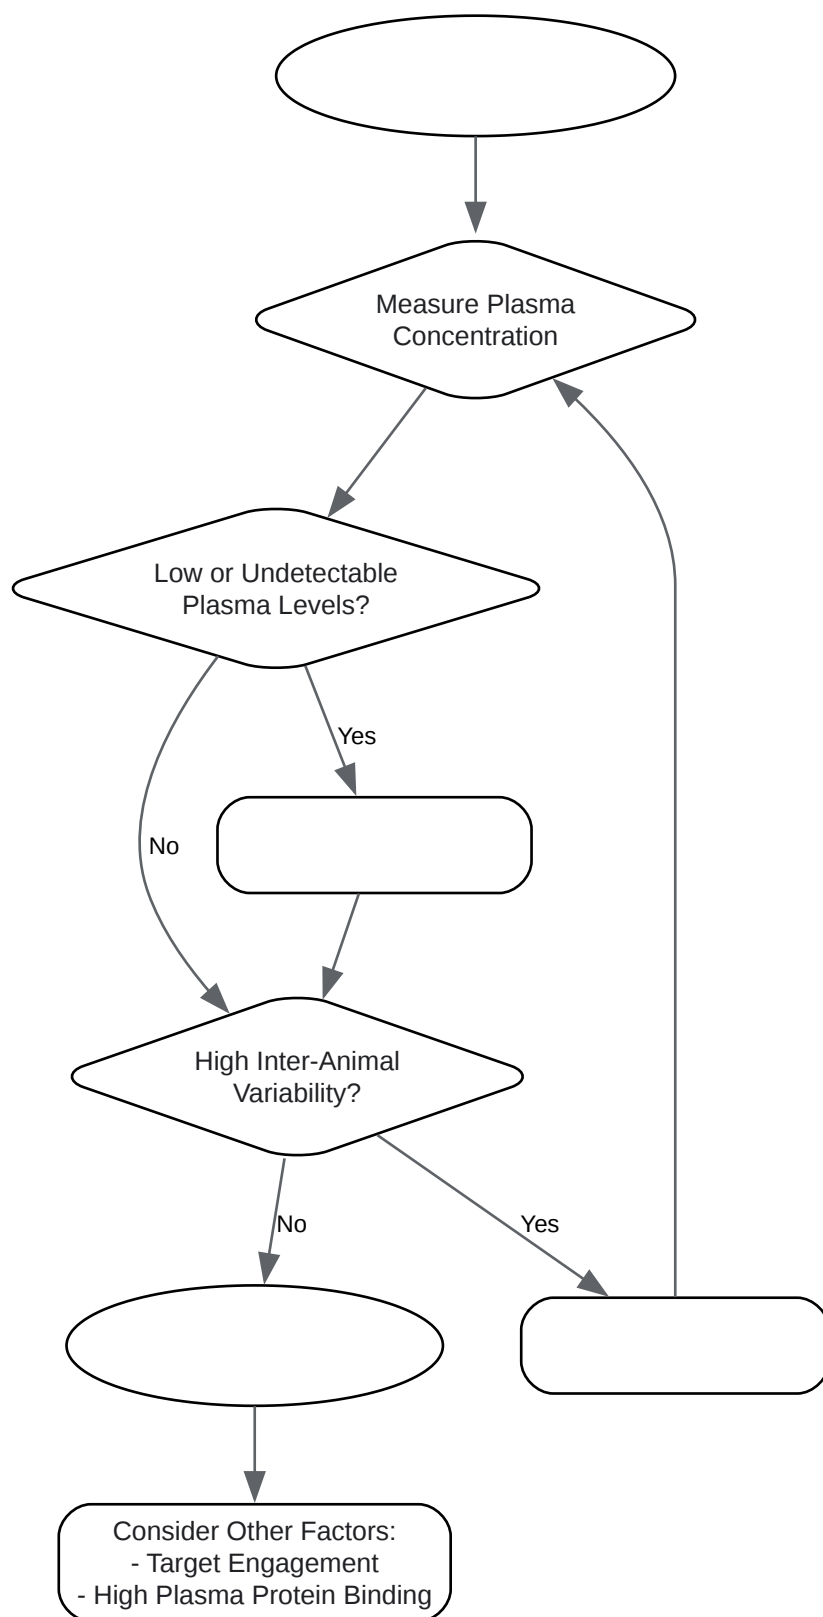 Measure Plasma
Concentration
Low or Undetectable
Plasma Levels?
Yes
No
High Inter-Animal
Variability?
No
Yes
Consider Other Factors:
- Target Engagement
- High Plasma Protein Binding